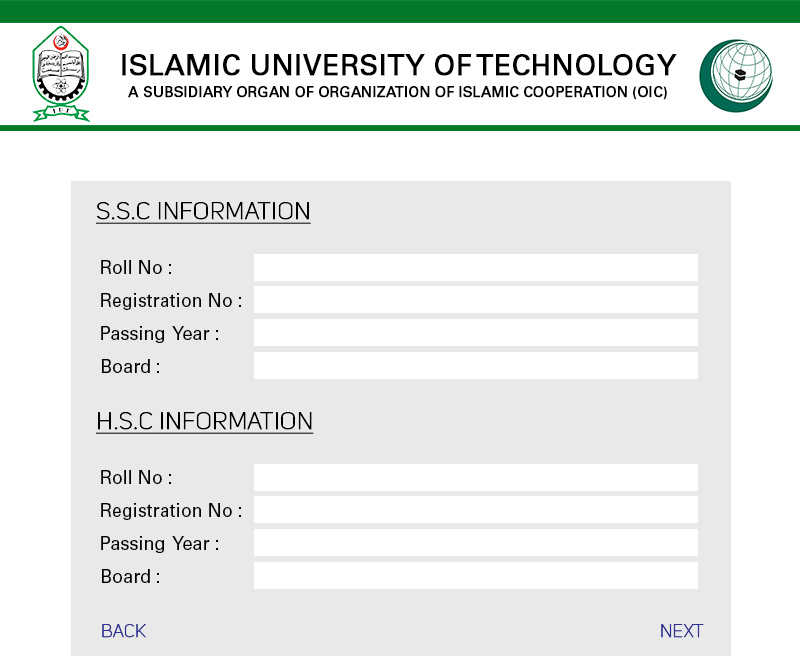 ISLAMIC UNIVERSITY OF TECHNOLOGY
A SUBSIDIARY ORGAN OF ORGANIZATION OF ISLAMIC COOPERATION (OIC)
I U T
S.S.C INFORMATION
Roll No :
Registration No :
Passing Year :
Board :
H.S.C INFORMATION
Roll No :
Registration No :
Passing Year :
Board :
BACK
NEXT